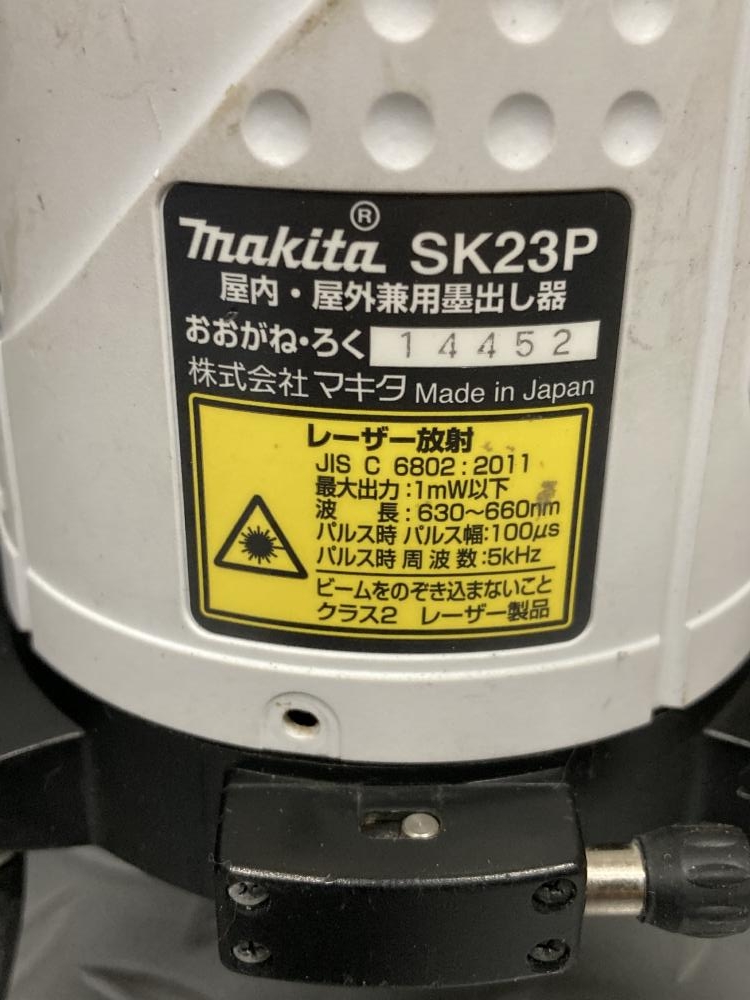 makita® SK23P
屋内・屋外兼用墨出し器
おおがね・ろく 14452
株式会社マキタ Made in Japan
レーザー放射
JIS C 6802:2011
最大出力:1mW以下
波 長:630〜660nm
パルス時 パルス幅:100μs
パルス時 周波数:5kHz
ビームをのぞき込まないこと
クラス2 レーザー製品